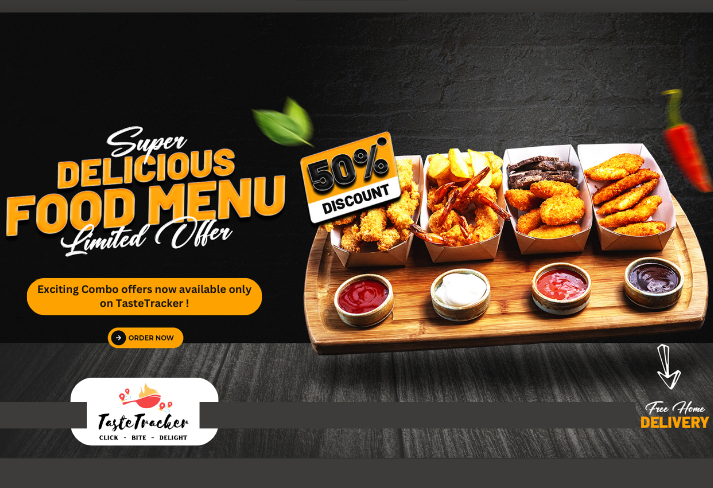 Super
DELICIOUS
FOOD MENU
Limited Offer
50%
DISCOUNT
Exciting Combo offers now available only
on TasteTracker !
ORDER NOW
TasteTracker
CLICK - BITE - DELIGHT
Free Home
DELIVERY